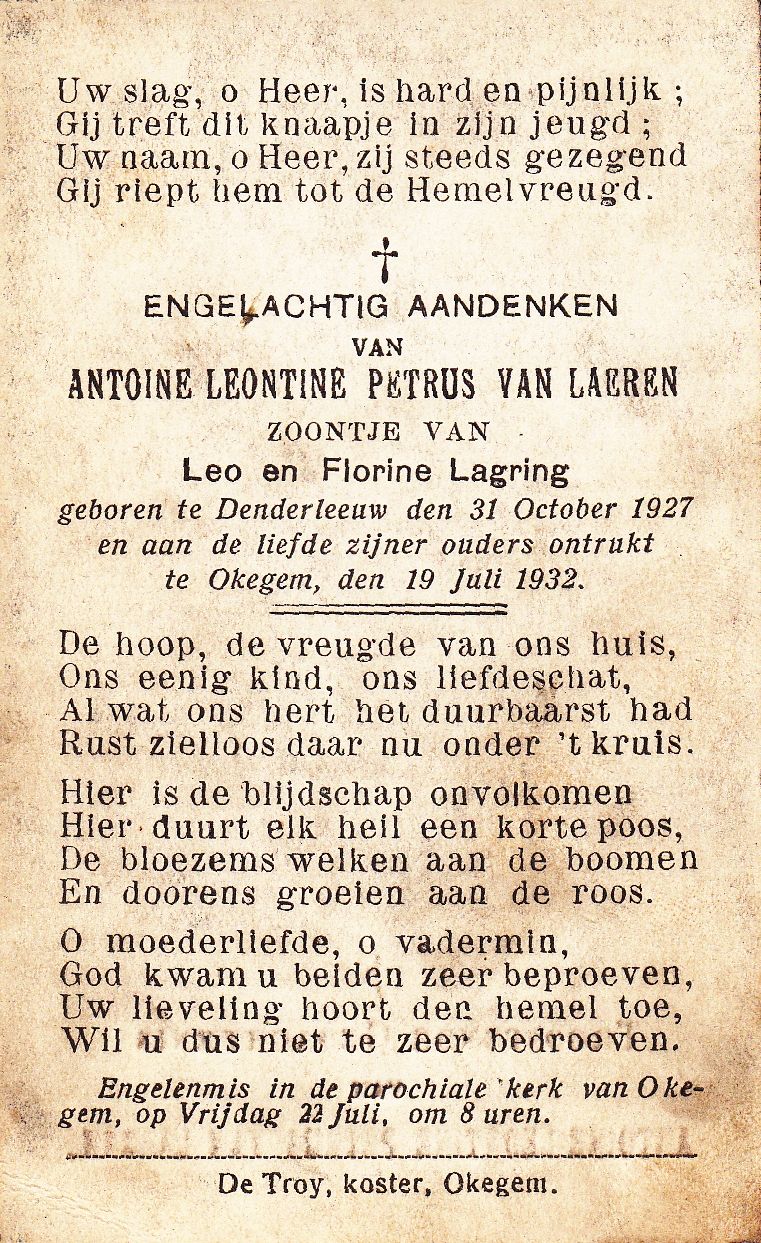 Uw slag, o Heer, is hard en pijnlijk ;
Gij treft dit knaapje in zijn jeugd ;
Uw naam, o Heer, zij steeds gezegend
Gij riept hem tot de Hemelvreugd.
†
ENGELACHTIG AANDENKEN
VAN
ANTOINE LEONTINE PETRUS VAN LAEREN
ZOONTJE VAN
Leo en Florine Lagring
geboren te Denderleeuw den 31 October 1927
en aan de liefde zijner ouders ontrukt
te Okegem, den 19 Juli 1932.
De hoop, de vreugde van ons huis,
Ons eenig kind, ons liefdeschat,
Al wat ons hert het duurbaarst had
Rust zielloos daar nu onder 't kruis.
Hier is de blijdschap onvolkomen
Hier duurt elk heil een korte poos,
De bloezems welken aan de boomen
En doorens groeien aan de roos.
O moederliefde, o vadermin,
God kwam u beiden zeer beproeven,
Uw lieveling hoort den hemel toe,
Wil u dus niet te zeer bedroeven.
Engelenmis in de parochiale kerk van Oke-
gem, op Vrijdag 22 Juli, om 8 uren.
De Troy, koster, Okegem.